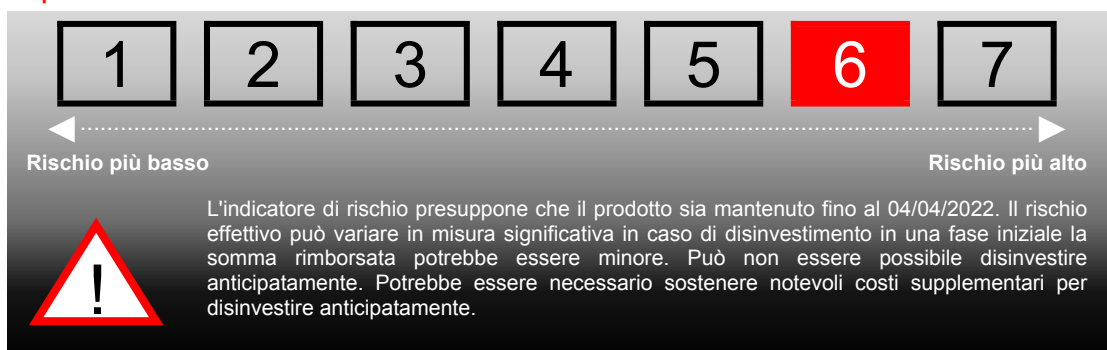 1 2 3 4 5 6 7
Rischio più basso Rischio più alto
L'indicatore di rischio presuppone che il prodotto sia mantenuto fino al 04/04/2022. Il rischio
effettivo può variare in misura significativa in caso di disinvestimento in una fase iniziale la
somma rimborsata potrebbe essere minore. Può non essere possibile disinvestire
anticipatamente. Potrebbe essere necessario sostenere notevoli costi supplementari per
disinvestire anticipatamente.
!